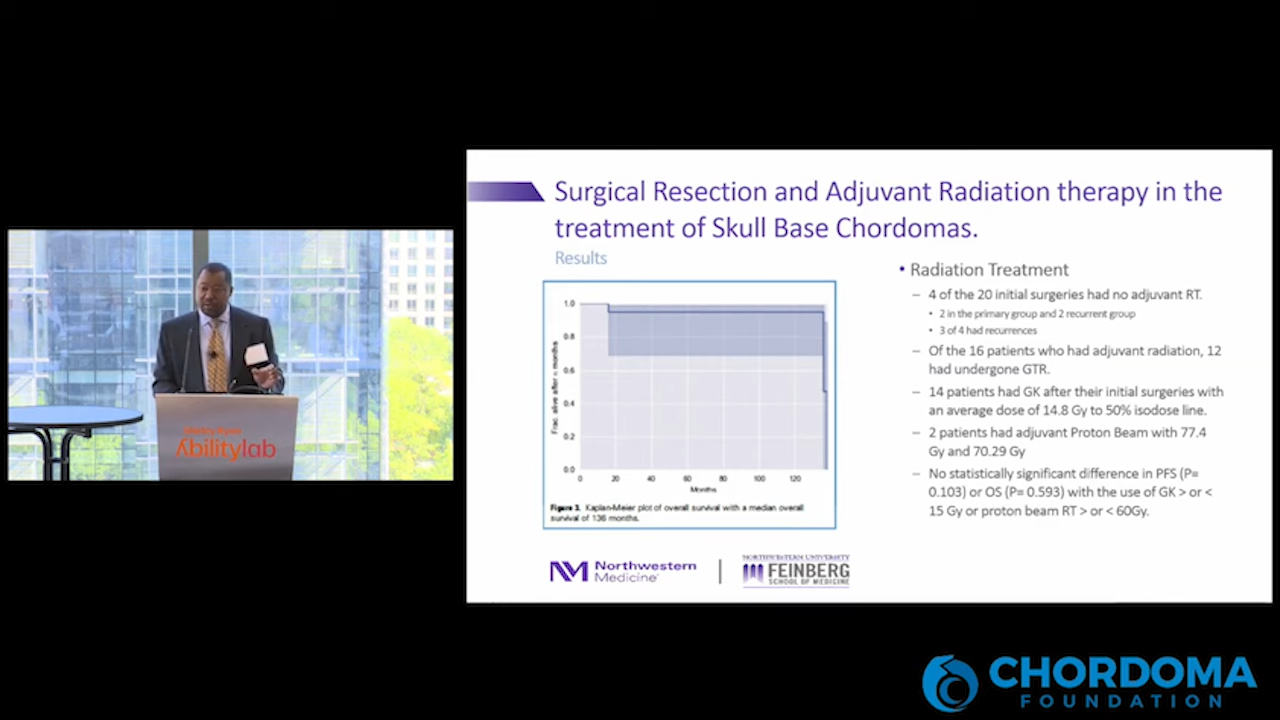 Surgical Resection and Adjuvant Radiation therapy in the
treatment of Skull Base Chordomas.
Results
1.0
0.8
0.6
0.4
0.2
0.0
0 20 40 60 80 100 120
Months
Frac. alive after n months
Figure 3. Kaplan-Meier plot of overall survival with a median overall
survival of 136 months.
• Radiation Treatment
– 4 of the 20 initial surgeries had no adjuvant RT.
• 2 in the primary group and 2 recurrent group
• 3 of 4 had recurrences
– Of the 16 patients who had adjuvant radiation, 12
had undergone GTR.
– 14 patients had GK after their initial surgeries with
an average dose of 14.8 Gy to 50% isodose line.
– 2 patients had adjuvant Proton Beam with 77.4
Gy and 70.29 Gy
– No statistically significant difference in PFS (P=
0.103) or OS (P= 0.593) with the use of GK > or <
15 Gy or proton beam RT > or < 60Gy.
NM Northwestern
Medicine
NORTHWESTERN UNIVERSITY
FEINBERG
SCHOOL OF MEDICINE
Abilitylab
CHORDOMA
FOUNDATION